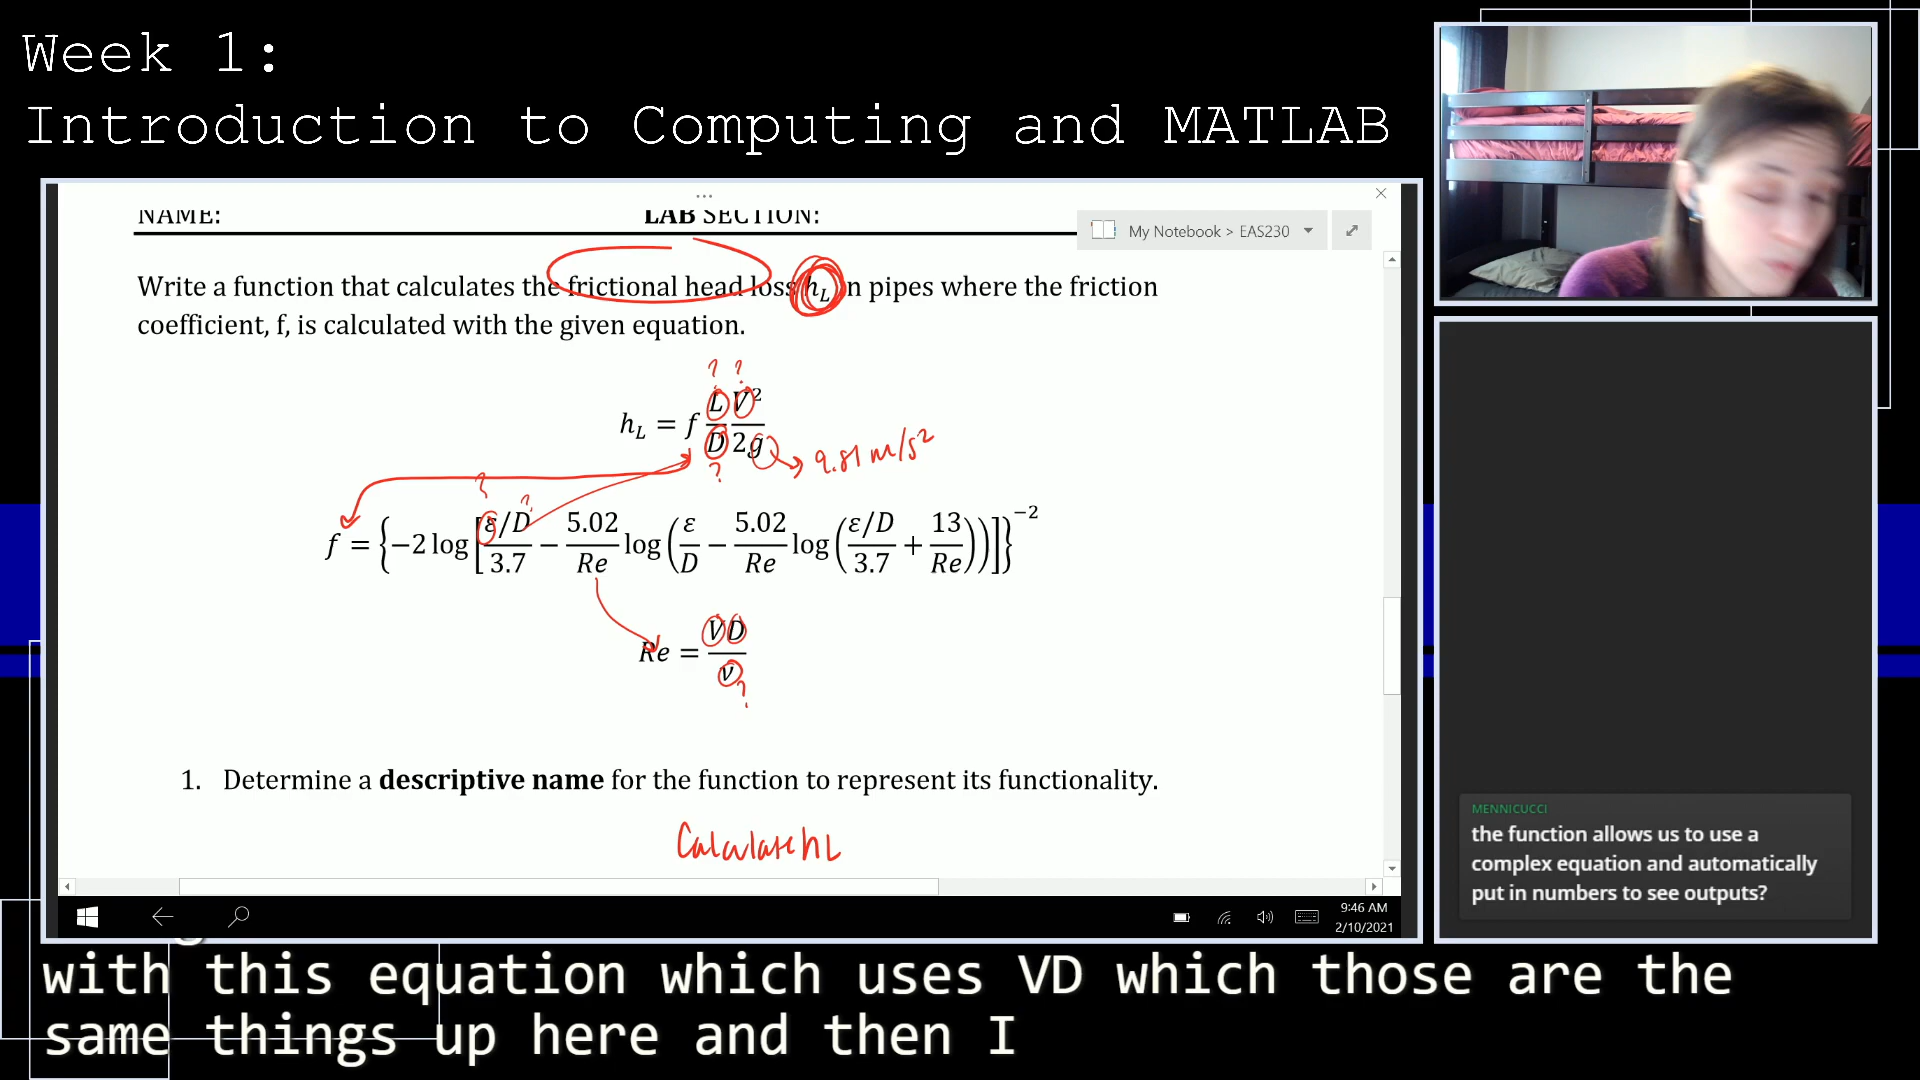 Week 1:
Introduction to Computing and MATLAB
NAME: LAB SECTION:
My Notebook > EAS230
Write a function that calculates the frictional head loss h_L in pipes where the friction
coefficient, f, is calculated with the given equation.
? ?
h_L = f L/D V²/2g
9.81 m/s²
?
? ?
f = {−2 log [ε/D/3.7 − 5.02/Re log (ε/D − 5.02/Re log (ε/D/3.7 + 13/Re))]}⁻²
Re = VD/ν
?
1. Determine a descriptive name for the function to represent its functionality.
CalculatehL
9:46 AM
2/10/2021
MENNICUCCI
the function allows us to use a
complex equation and automatically
put in numbers to see outputs?
with this equation which uses VD which those are the
same things up here and then I